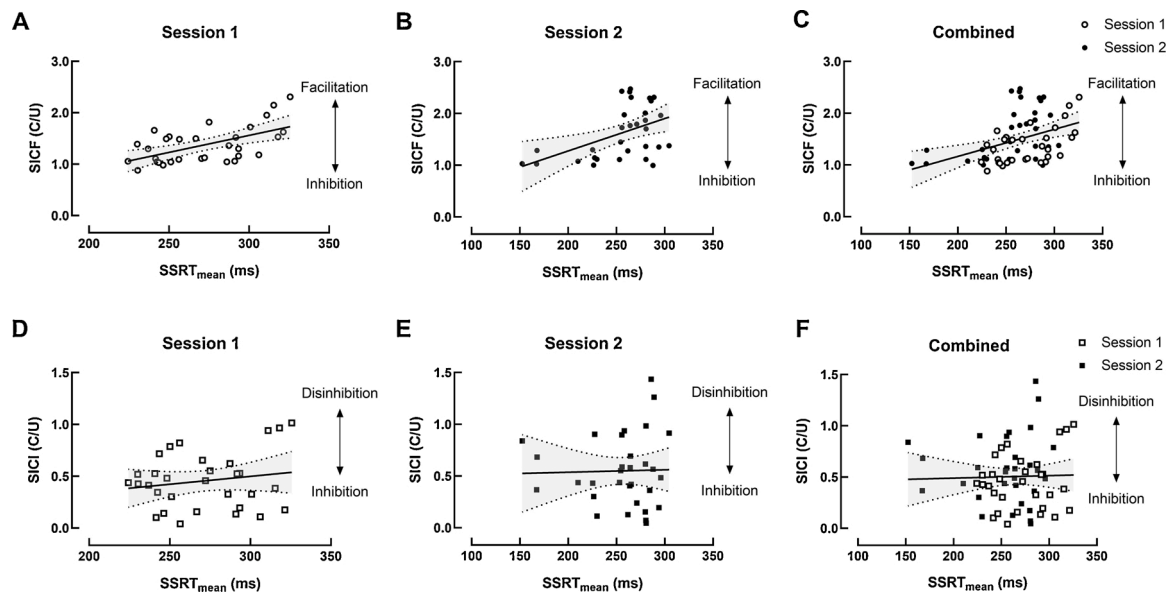 A
Session 1
3.0
2.0
1.0
0.0
SICF (C/U)
Facilitation
Inhibition
200
250
300
350
SSRTmean (ms)
B
Session 2
3.0
2.0
1.0
0.0
SICF (C/U)
Facilitation
Inhibition
100
150
200
250
300
350
SSRTmean (ms)
C
Combined
Session 1
Session 2
3.0
2.0
1.0
0.0
SICF (C/U)
Facilitation
Inhibition
100
150
200
250
300
350
SSRTmean (ms)
D
Session 1
1.5
1.0
0.5
0.0
SICI (C/U)
Disinhibition
Inhibition
200
250
300
350
SSRTmean (ms)
E
Session 2
1.5
1.0
0.5
0.0
SICI (C/U)
Disinhibition
Inhibition
100
150
200
250
300
350
SSRTmean (ms)
F
Combined
Session 1
Session 2
1.5
1.0
0.5
0.0
SICI (C/U)
Disinhibition
Inhibition
100
150
200
250
300
350
SSRTmean (ms)